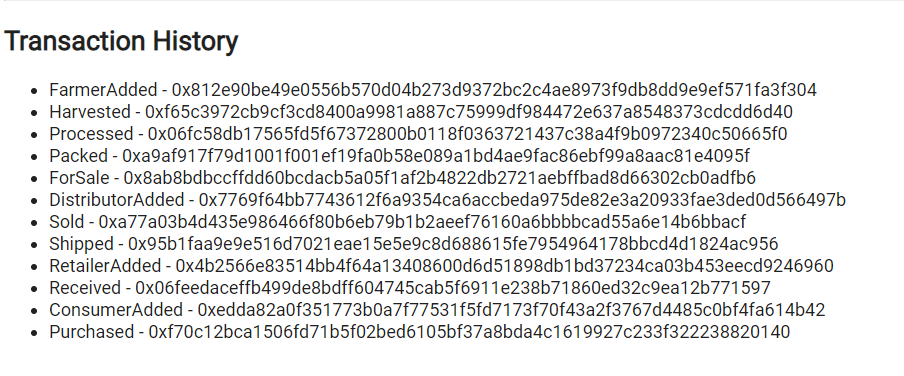 Transaction History
FarmerAdded - 0x812e90be49e0556b570d04b273d9372bc2c4ae8973f9db8dd9e9ef571fa3f304
Harvested - 0xf65c3972cb9cf3cd8400a9981a887c75999df984472e637a8548373cdcdd6d40
Processed - 0x06fc58db17565fd5f67372800b0118f0363721437c38a4f9b0972340c50665f0
Packed - 0xa9af917f79d1001f001ef19fa0b58e089a1bd4ae9fac86ebf99a8aac81e4095f
ForSale - 0x8ab8bdbccffdd60bcdacb5a05f1af2b4822db2721aebffbad8d66302cb0adfb6
DistributorAdded - 0x7769f64bb7743612f6a9354ca6accbeda975de82e3a20933fae3ded0d566497b
Sold - 0xa77a03b4d435e986466f80b6eb79b1b2aeef76160a6bbbbcad55a6e14b6bbacf
Shipped - 0x95b1faa9e9e516d7021eae15e5e9c8d688615fe7954964178bbcd4d1824ac956
RetailerAdded - 0x4b2566e83514bb4f64a13408600d6d51898db1bd37234ca03b453eecd9246960
Received - 0x06feedaceffb499de8bdff604745cab5f6911e238b71860ed32c9ea12b771597
ConsumerAdded - 0xedda82a0f351773b0a7f77531f5fd7173f70f43a2f3767d4485c0bf4fa614b42
Purchased - 0xf70c12bca1506fd71b5f02bed6105bf37a8bda4c1619927c233f322238820140